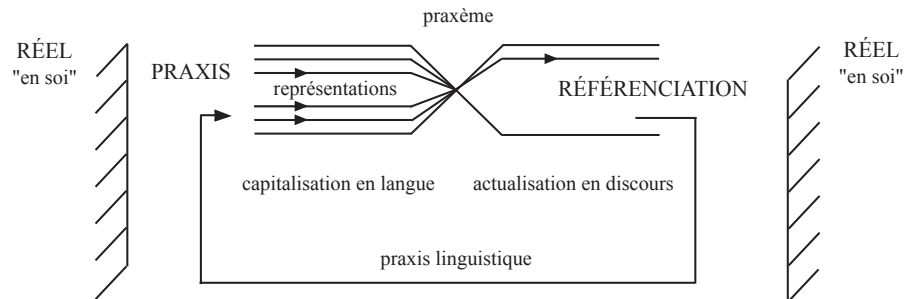 praxème
RÉEL
"en soi"
PRAXIS
représentations
RÉFÉRENCIATION
RÉEL
"en soi"
capitalisation en langue
actualisation en discours
praxis linguistique